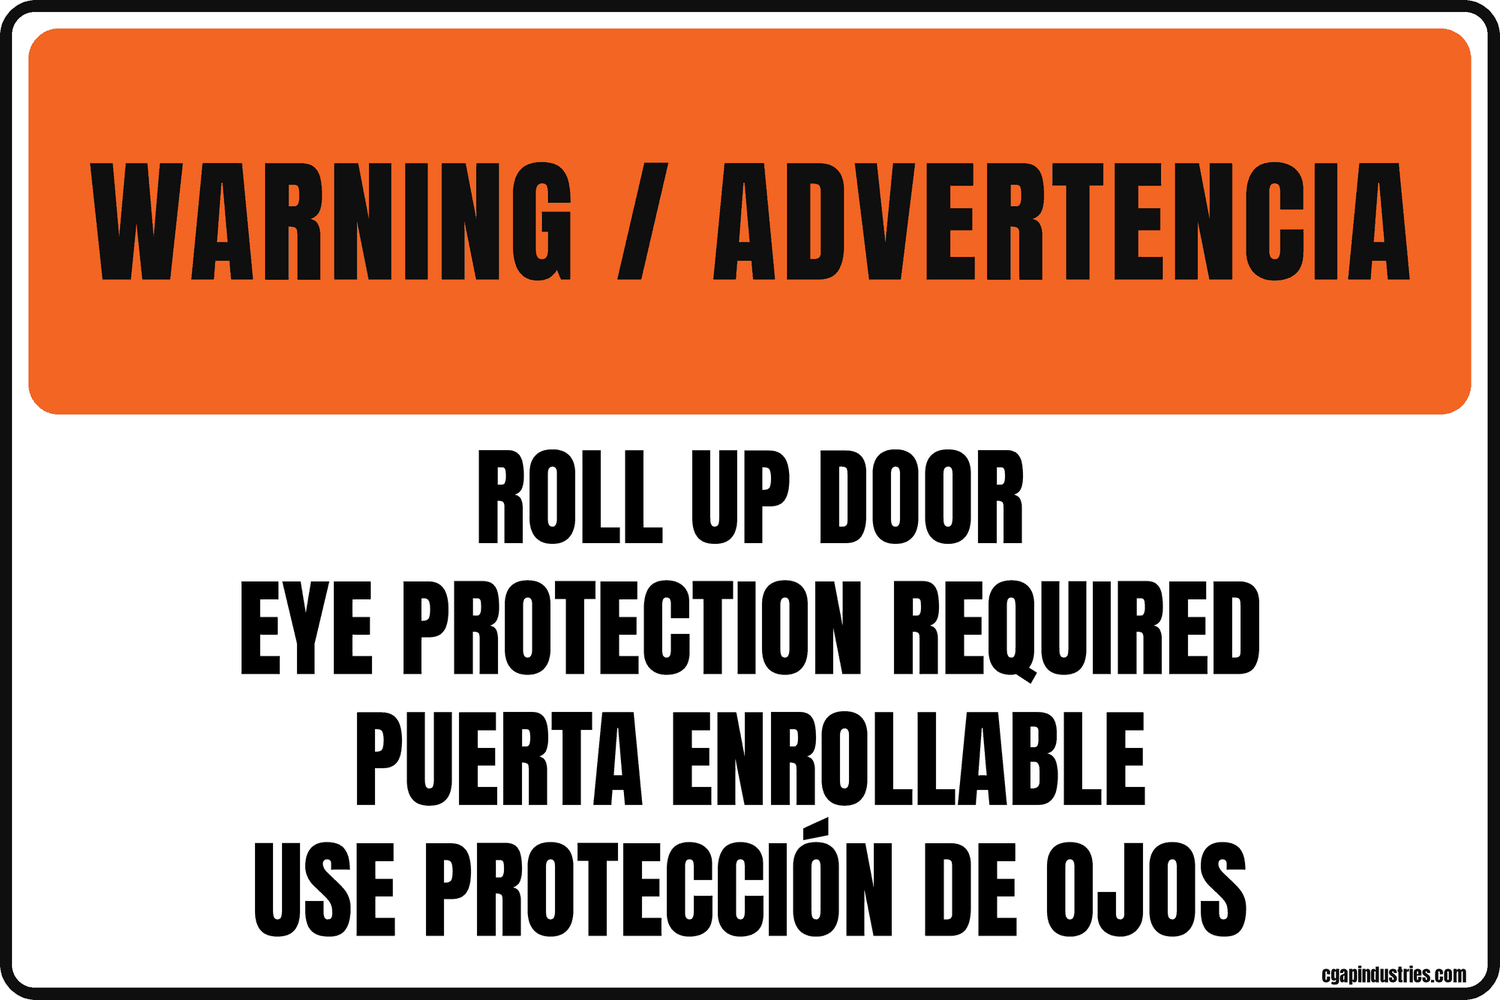 WARNING / ADVERTENCIA
ROLL UP DOOR
EYE PROTECTION REQUIRED
PUERTA ENROLLABLE
USE PROTECCIÓN DE OJOS
cgapindustries.com